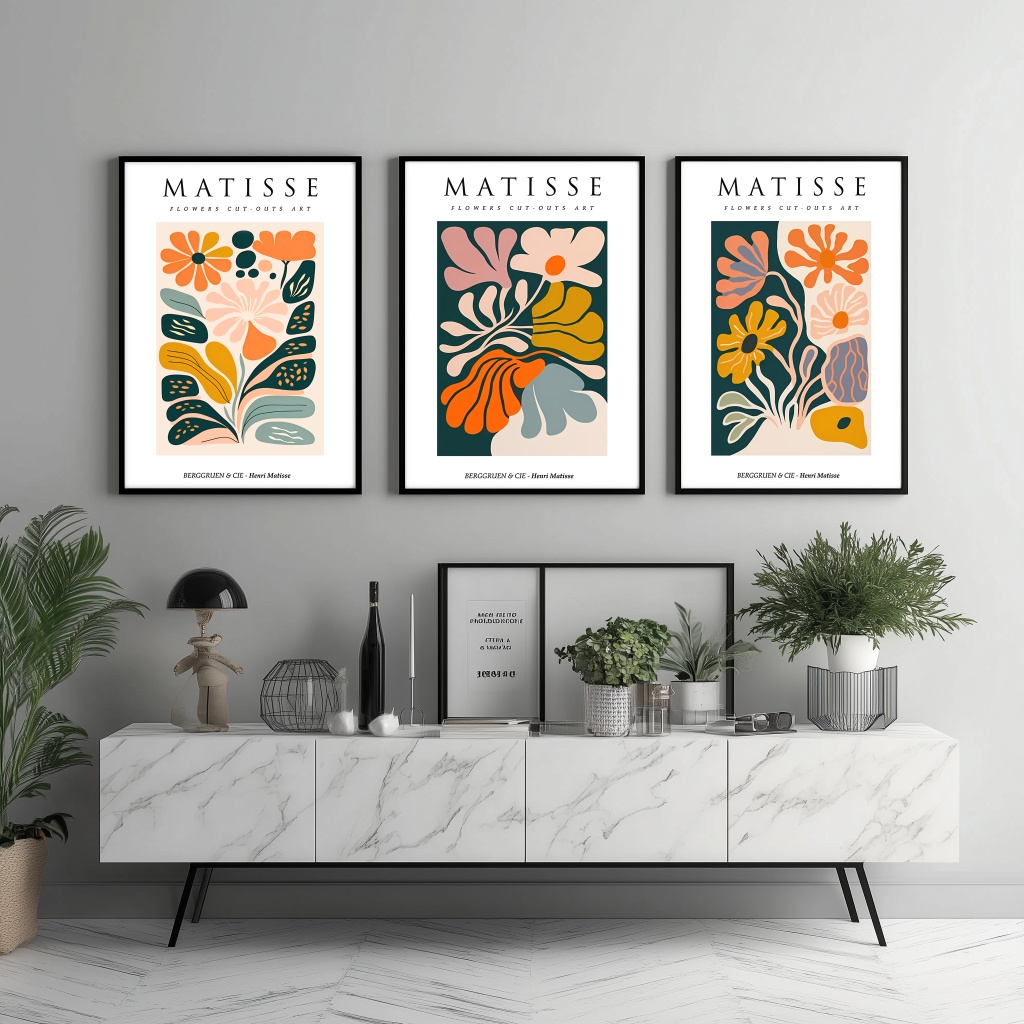 MATISSE
FLOWERS CUT-OUTS ART
BERGGRUEN & CIE - Henri Matisse
MATISSE
FLOWERS CUT-OUTS ART
BERGGRUEN & CIE - Henri Matisse
MATISSE
FLOWERS CUT-OUTS ART
BERGGRUEN & CIE - Henri Matisse